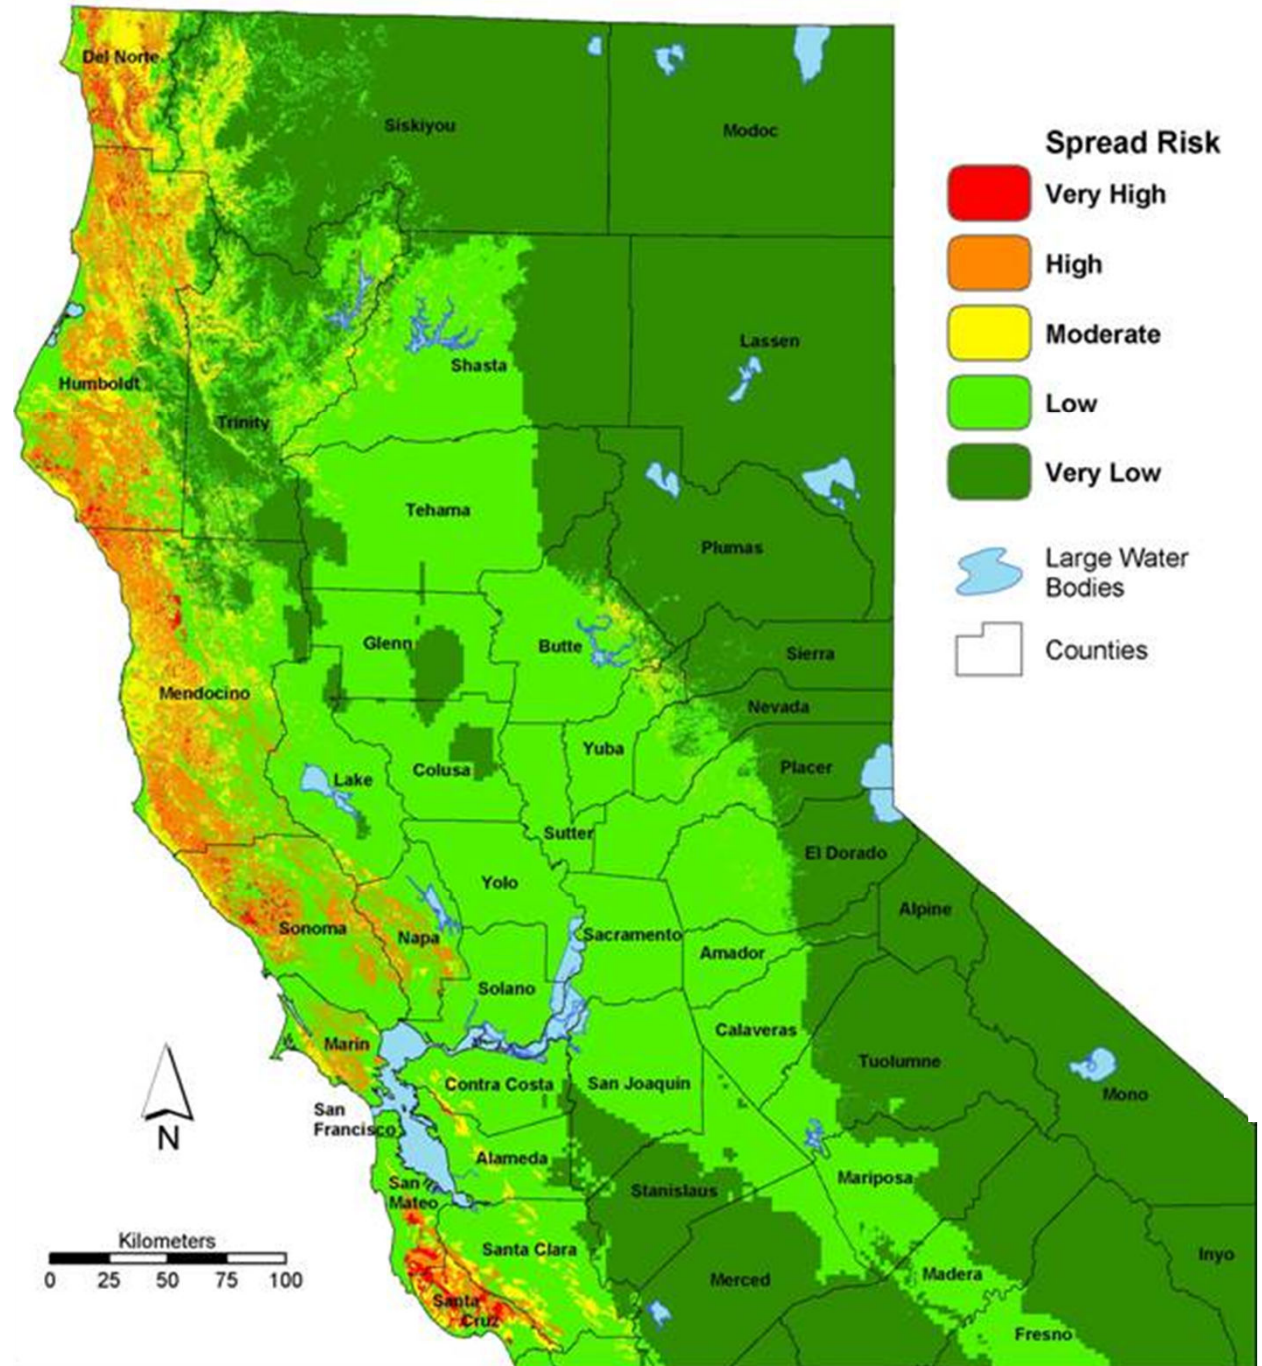 Del Norte
Siskiyou
Modoc
Spread Risk
Very High
High
Moderate
Low
Very Low
Large Water
Bodies
Counties
Lassen
Shasta
Humboldt
Trinity
Tehama
Plumas
Glenn
Butte
Sierra
Mendocino
Nevada
Yuba
Placer
Colusa
Lake
Sutter
El Dorado
Yolo
Alpine
Sonoma
Napa
Sacramento
Amador
Solano
Calaveras
Marin
Tuolumne
Contra Costa
San Joaquin
Mono
San
Francisco
N
Alameda
Mariposa
San
Mateo
Stanislaus
Kilometers
0 25 50 75 100
Santa Clara
Inyo
Merced
Madera
Santa
Cruz
Fresno